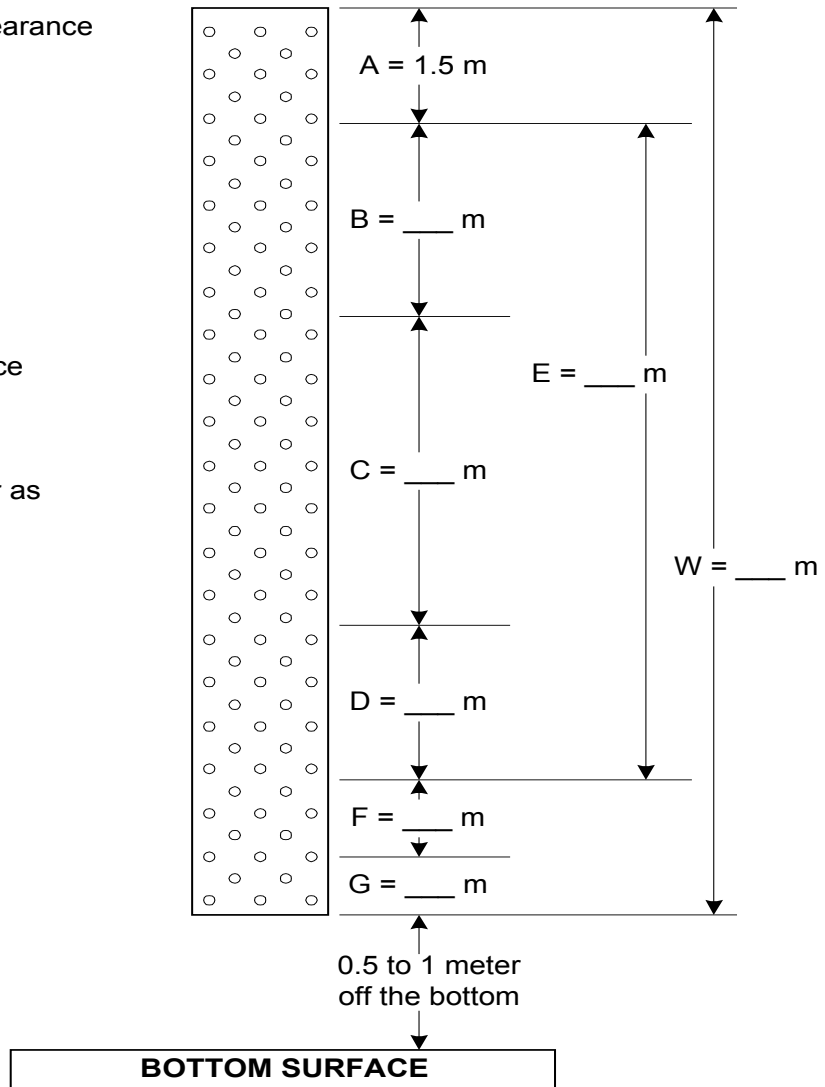 earance
A = 1.5 m
B = ___ m
ce
E = ___ m
r as
C = ___ m
W = ___ m
D = ___ m
F = ___ m
G = ___ m
0.5 to 1 meter
off the bottom
BOTTOM SURFACE